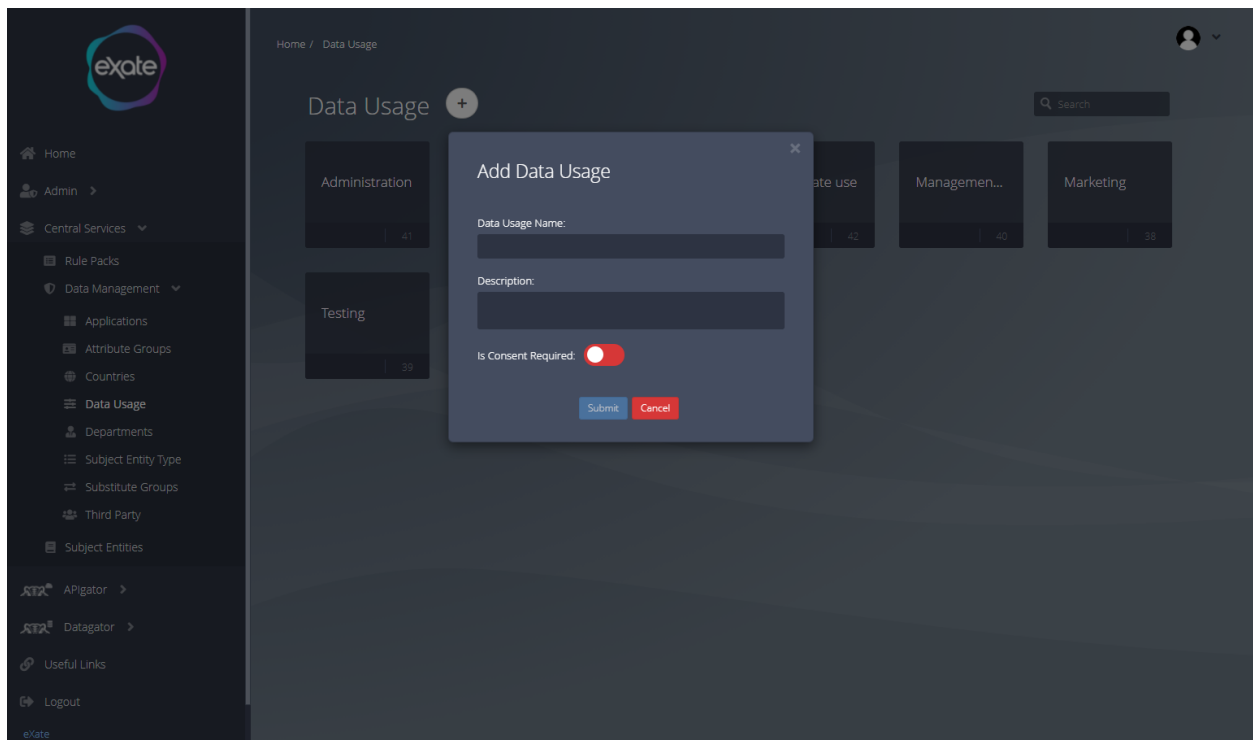 eXate
Home / Data Usage
Data Usage +
Search
Home
Admin
Central Services
Rule Packs
Data Management
Applications
Attribute Groups
Countries
Data Usage
Departments
Subject Entity Type
Substitute Groups
Third Party
Subject Entities
APIgator
Datagator
Useful Links
Logout
eXate
Administration
41
ate use
42
Managemen...
40
Marketing
38
Testing
39
Add Data Usage
Data Usage Name:
Description:
Is Consent Required:
Submit Cancel